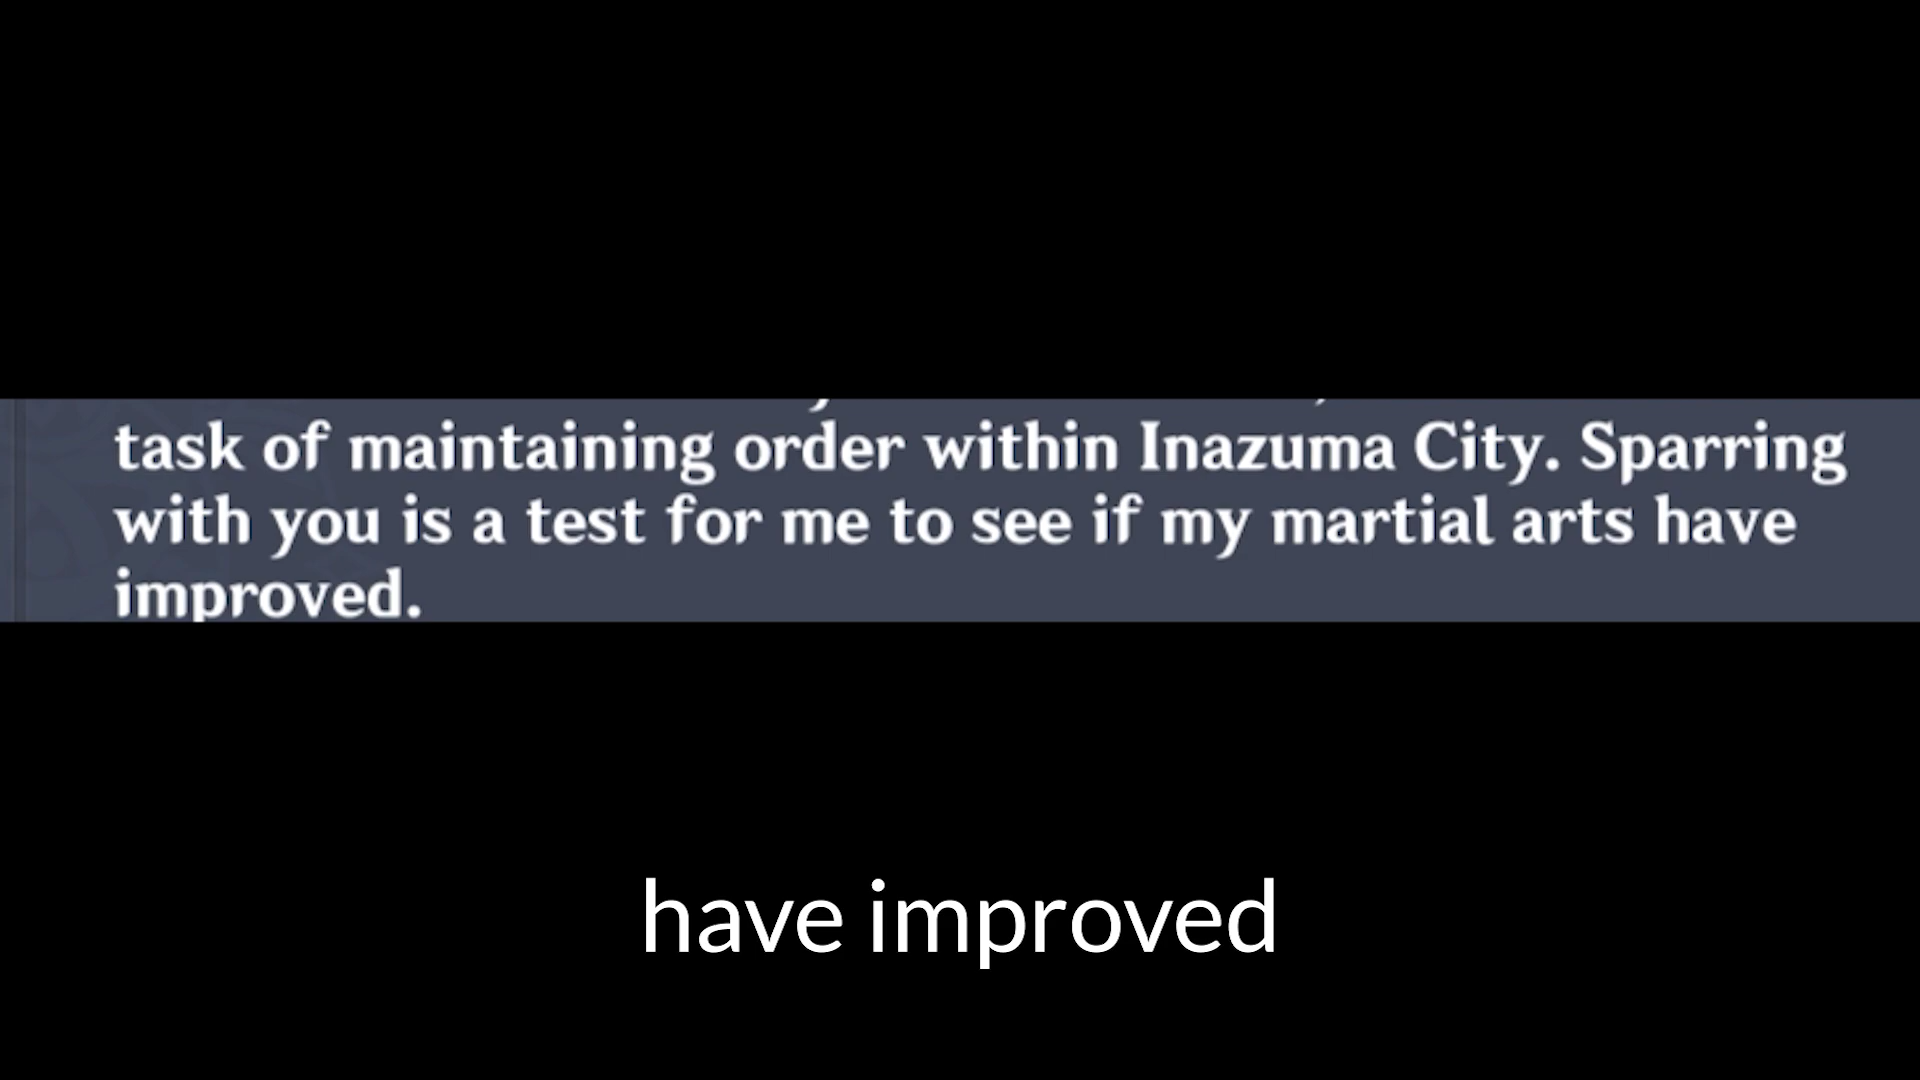 task of maintaining order within Inazuma City. Sparring
with you is a test for me to see if my martial arts have
improved.
have improved